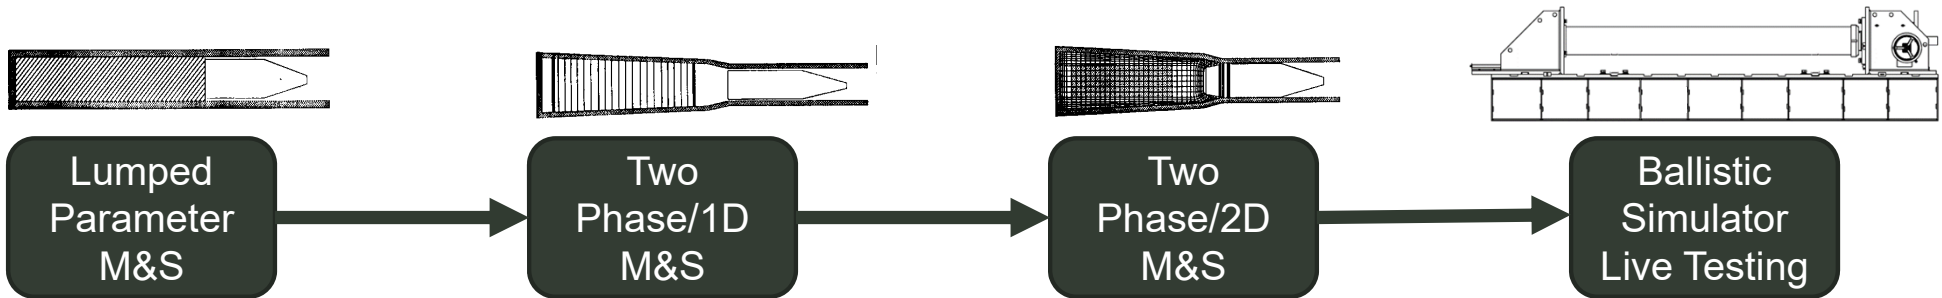 Lumped
Parameter
M&S
Two
Phase/1D
M&S
Two
Phase/2D
M&S
Ballistic
Simulator
Live Testing